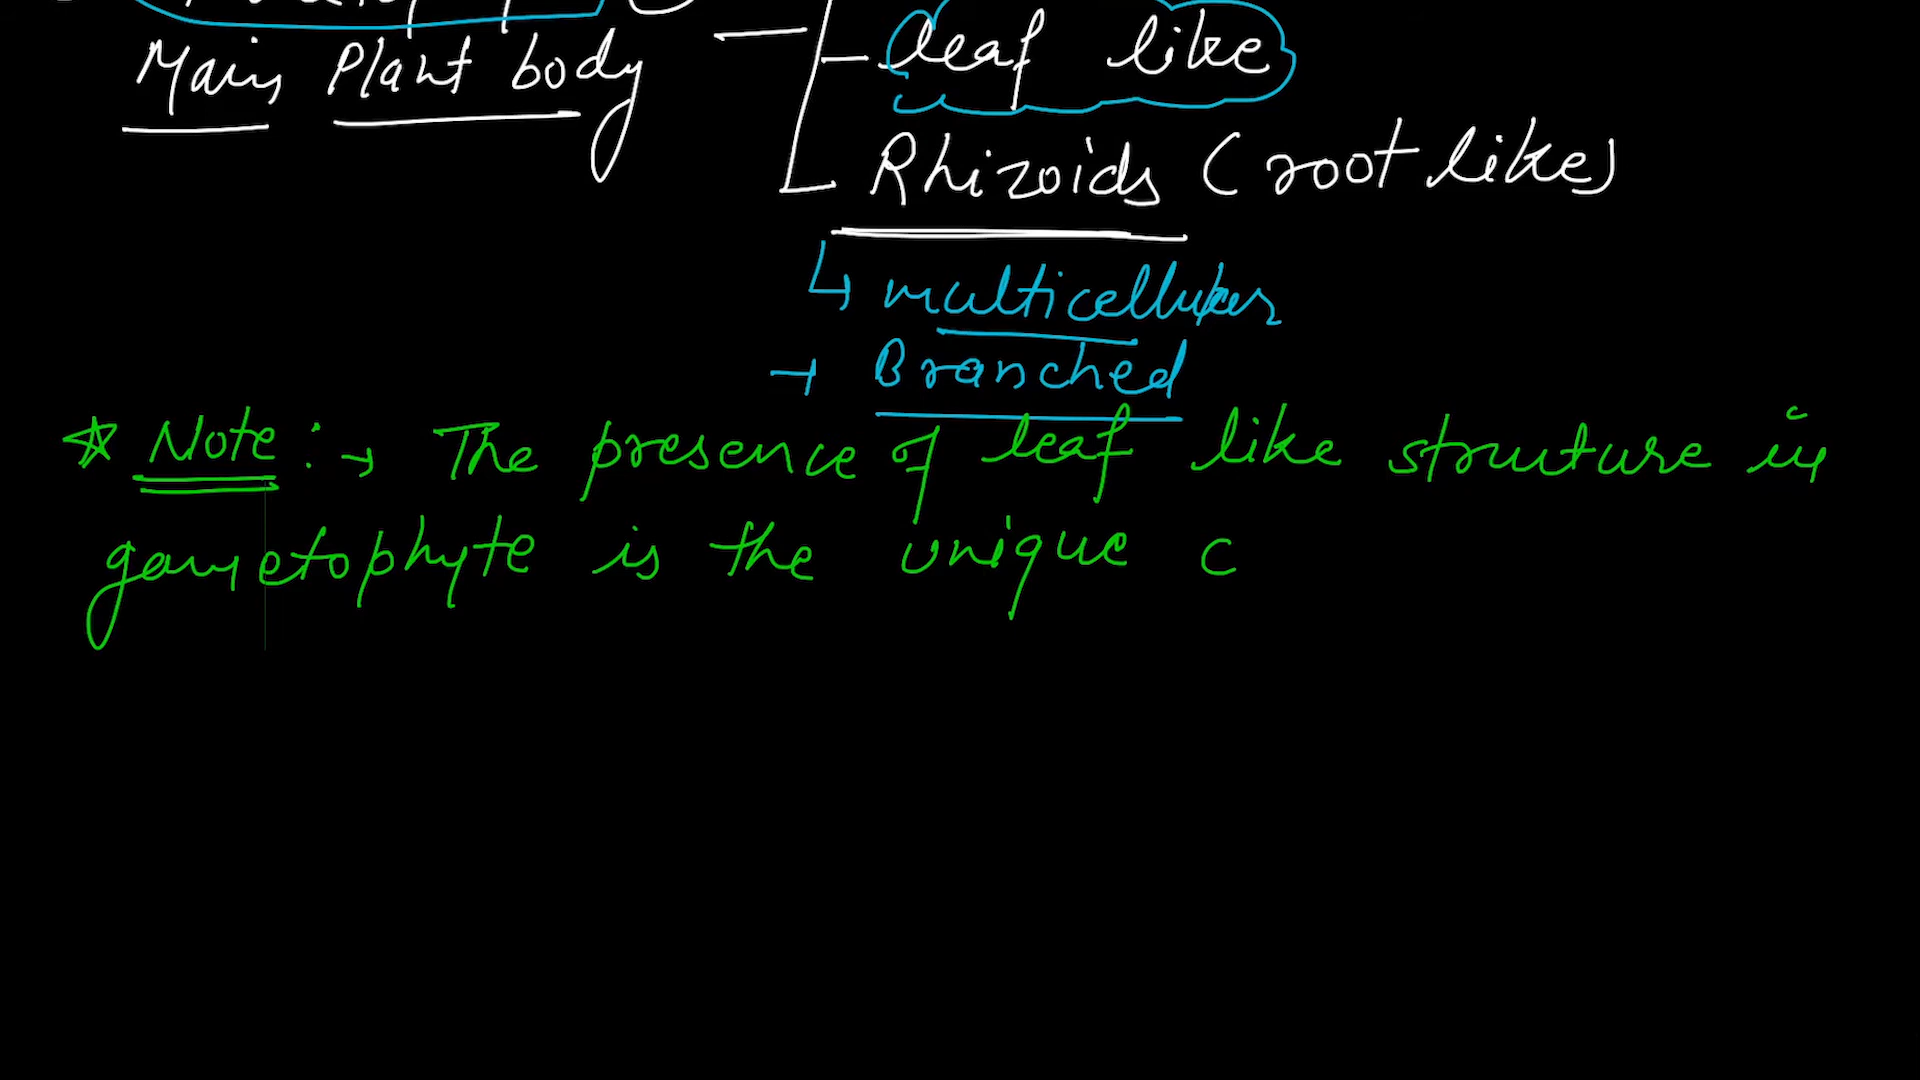 Main Plant body
leaf like
Rhizoids (root like)
multicellular
Branched
Note : The presence of leaf like structure in
gametophyte is the unique c